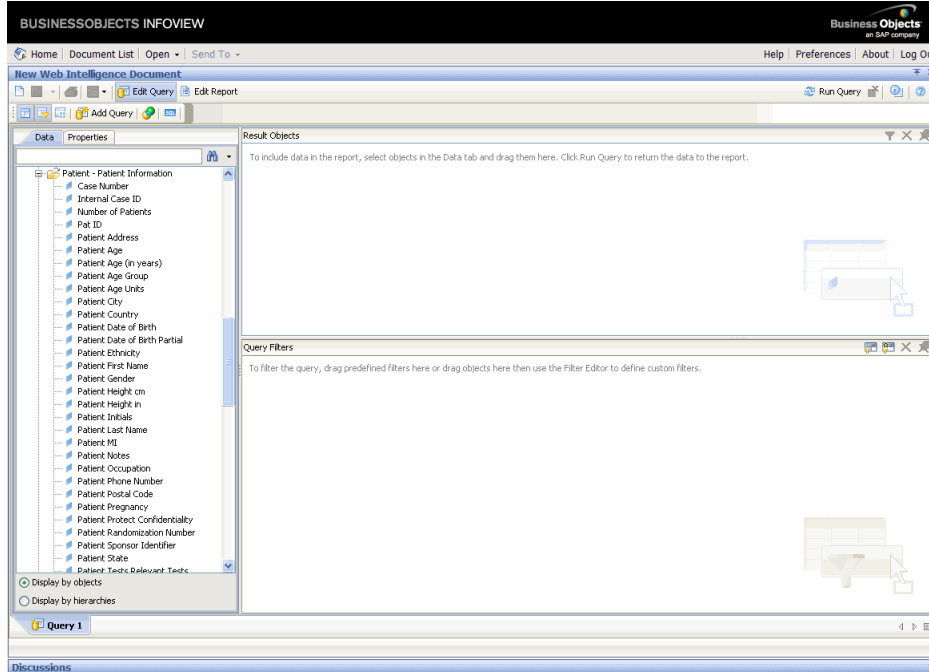 BUSINESSOBJECTS INFOVIEW
Business Objects
an SAP company
Home Document List Open Send To Help Preferences About Log O
New Web Intelligence Document
Edit Query Edit Report Run Query
Add Query
Data Properties
Result Objects
To include data in the report, select objects in the Data tab and drag them here. Click Run Query to return the data to the report.
Patient - Patient Information
Case Number
Internal Case ID
Number of Patients
Pat ID
Patient Address
Patient Age
Patient Age (in years)
Patient Age Group
Patient Age Units
Patient City
Patient Country
Patient Date of Birth
Patient Date of Birth Partial
Patient Ethnicity
Patient First Name
Patient Gender
Patient Height cm
Patient Height in
Patient Initials
Patient Last Name
Patient MI
Patient Notes
Patient Occupation
Patient Phone Number
Patient Postal Code
Patient Pregnancy
Patient Protect Confidentiality
Patient Randomization Number
Patient Sponsor Identifier
Patient State
Patient Tests Relevant Tests
Display by objects
Display by hierarchies
Query Filters
To filter the query, drag predefined filters here or drag objects here then use the Filter Editor to define custom filters.
Query 1
Discussions